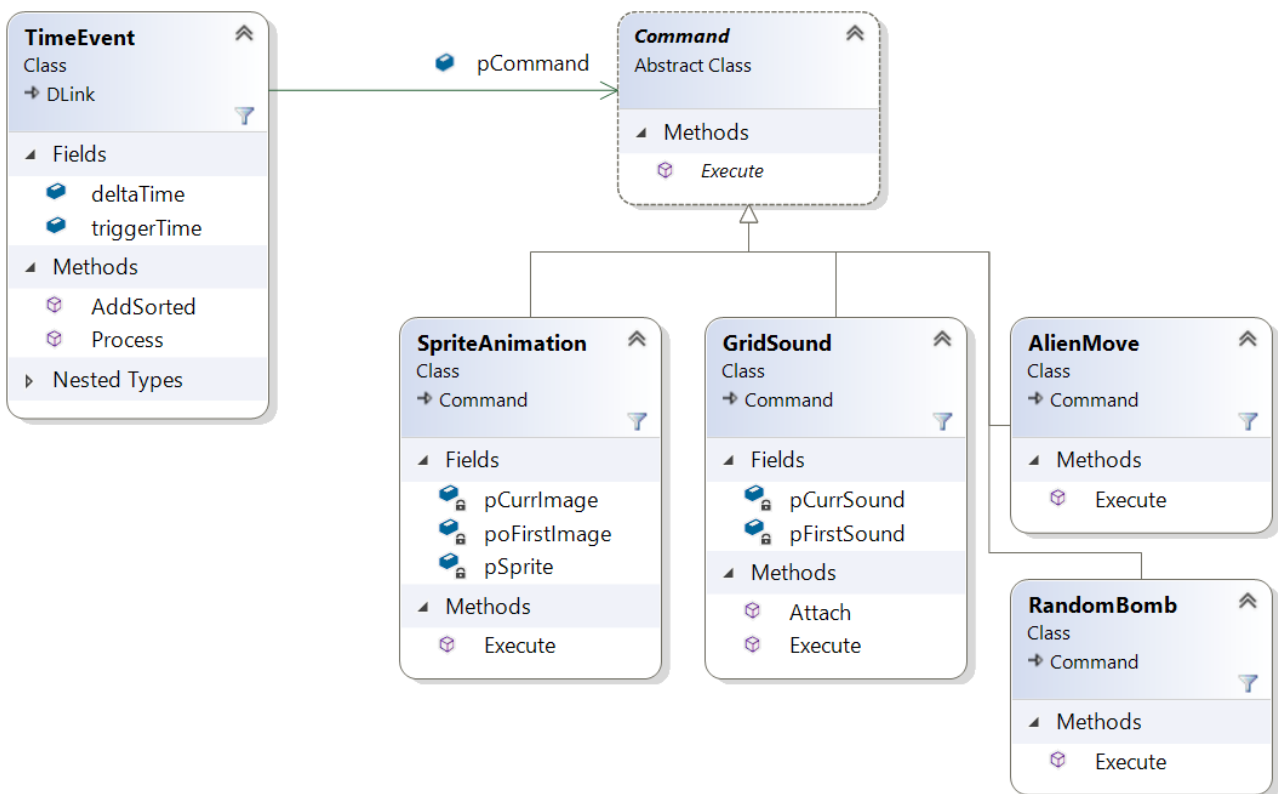 TimeEvent
Class
DLink
Fields
deltaTime
triggerTime
Methods
AddSorted
Process
Nested Types
pCommand
Command
Abstract Class
Methods
Execute
SpriteAnimation
Class
Command
Fields
pCurrImage
poFirstImage
pSprite
Methods
Execute
GridSound
Class
Command
Fields
pCurrSound
pFirstSound
Methods
Attach
Execute
AlienMove
Class
Command
Methods
Execute
RandomBomb
Class
Command
Methods
Execute